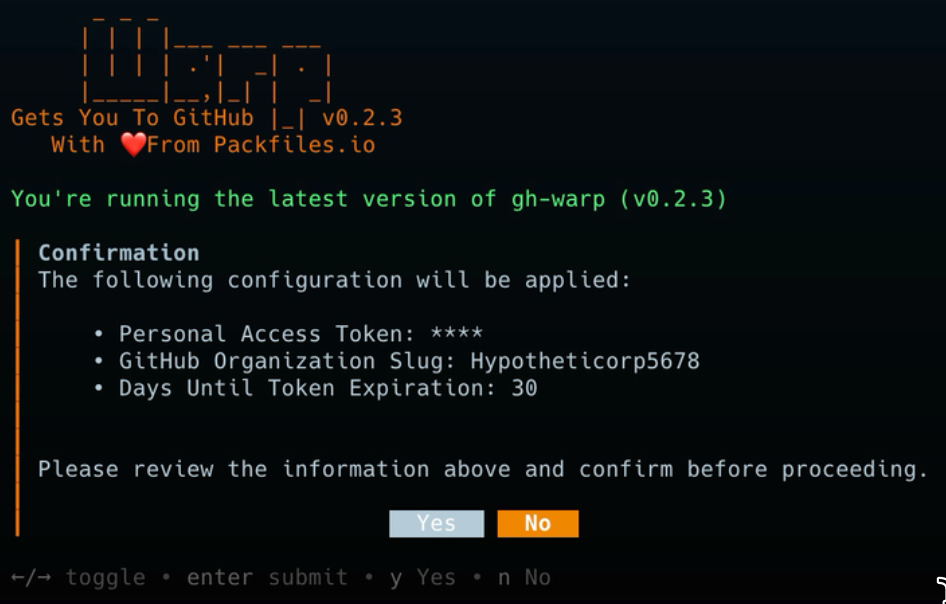 Warp
Gets You To GitHub v0.2.3
With ❤️From Packfiles.io
You're running the latest version of gh-warp (v0.2.3)
Confirmation
The following configuration will be applied:
• Personal Access Token: ****
• GitHub Organization Slug: Hypotheticorp5678
• Days Until Token Expiration: 30
Please review the information above and confirm before proceeding.
Yes No
←/→ toggle • enter submit • y Yes • n No